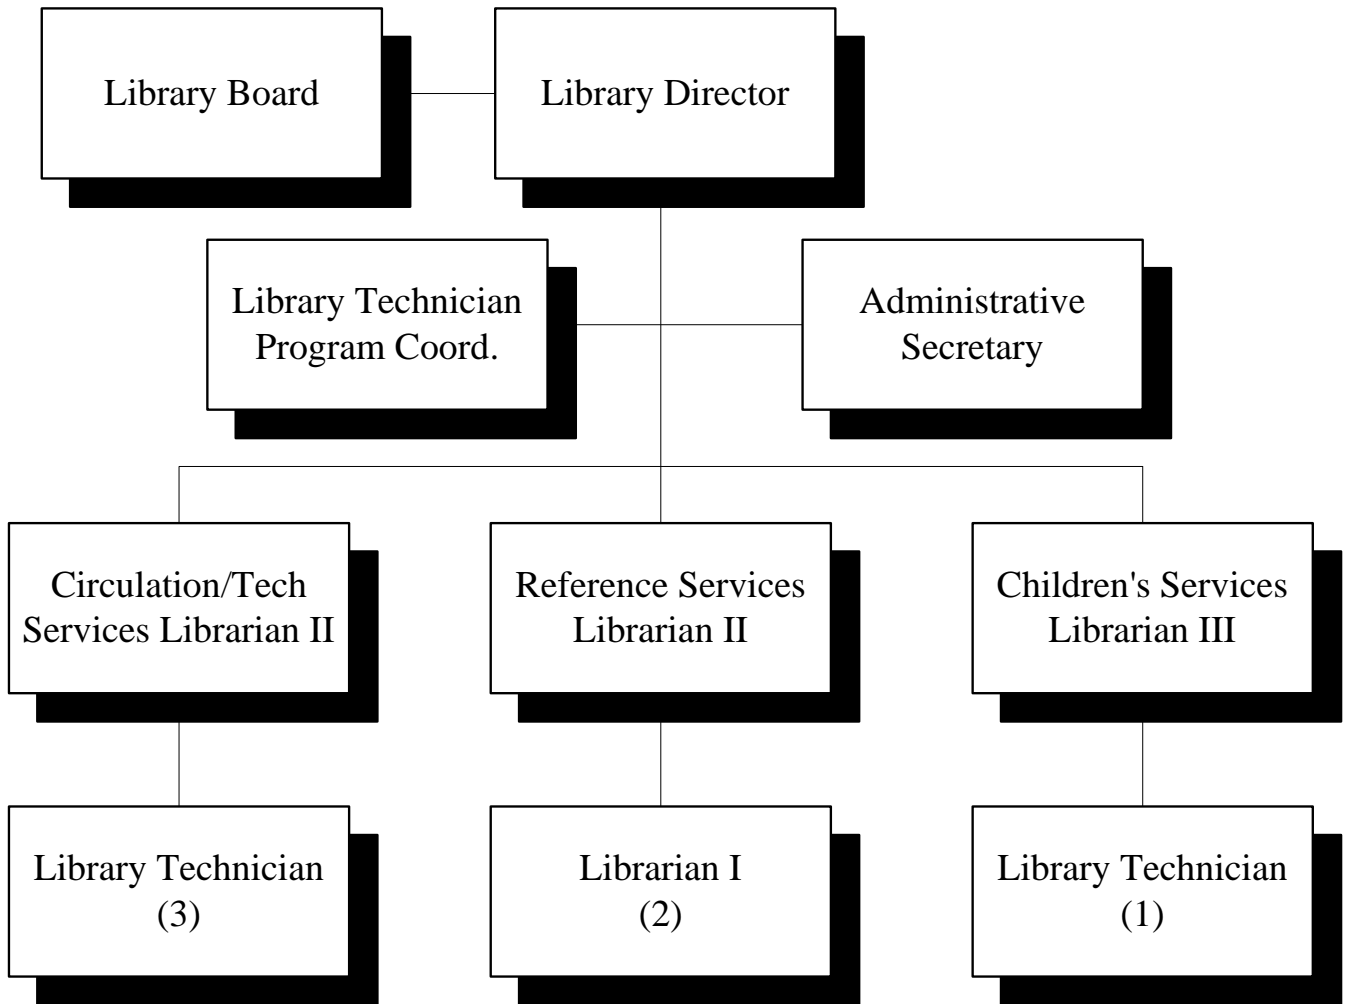 Library Board
Library Director
Library Technician
Program Coord.
Administrative
Secretary
Circulation/Tech
Services Librarian II
Reference Services
Librarian II
Children's Services
Librarian III
Library Technician
(3)
Librarian I
(2)
Library Technician
(1)